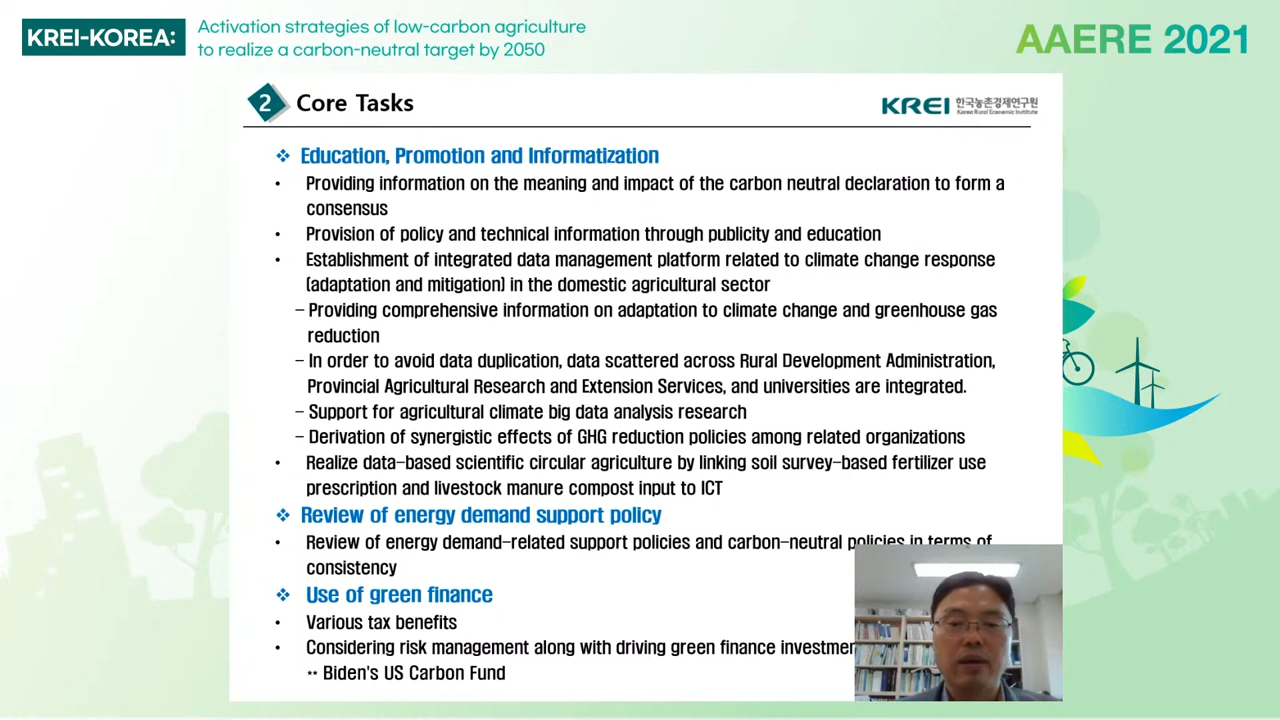 KREI-KOREA:
Activation strategies of low-carbon agriculture
to realize a carbon-neutral target by 2050
AAERE 2021
2 Core Tasks
KREI 한국농촌경제연구원
Korea Rural Economic Institute
❖ Education, Promotion and Informatization
• Providing information on the meaning and impact of the carbon neutral declaration to form a
consensus
• Provision of policy and technical information through publicity and education
• Establishment of integrated data management platform related to climate change response
(adaptation and mitigation) in the domestic agricultural sector
– Providing comprehensive information on adaptation to climate change and greenhouse gas
reduction
– In order to avoid data duplication, data scattered across Rural Development Administration,
Provincial Agricultural Research and Extension Services, and universities are integrated.
– Support for agricultural climate big data analysis research
– Derivation of synergistic effects of GHG reduction policies among related organizations
• Realize data-based scientific circular agriculture by linking soil survey-based fertilizer use
prescription and livestock manure compost input to ICT
❖ Review of energy demand support policy
• Review of energy demand-related support policies and carbon-neutral policies in terms of
consistency
❖ Use of green finance
• Various tax benefits
• Considering risk management along with driving green finance
** Biden's US Carbon Fund